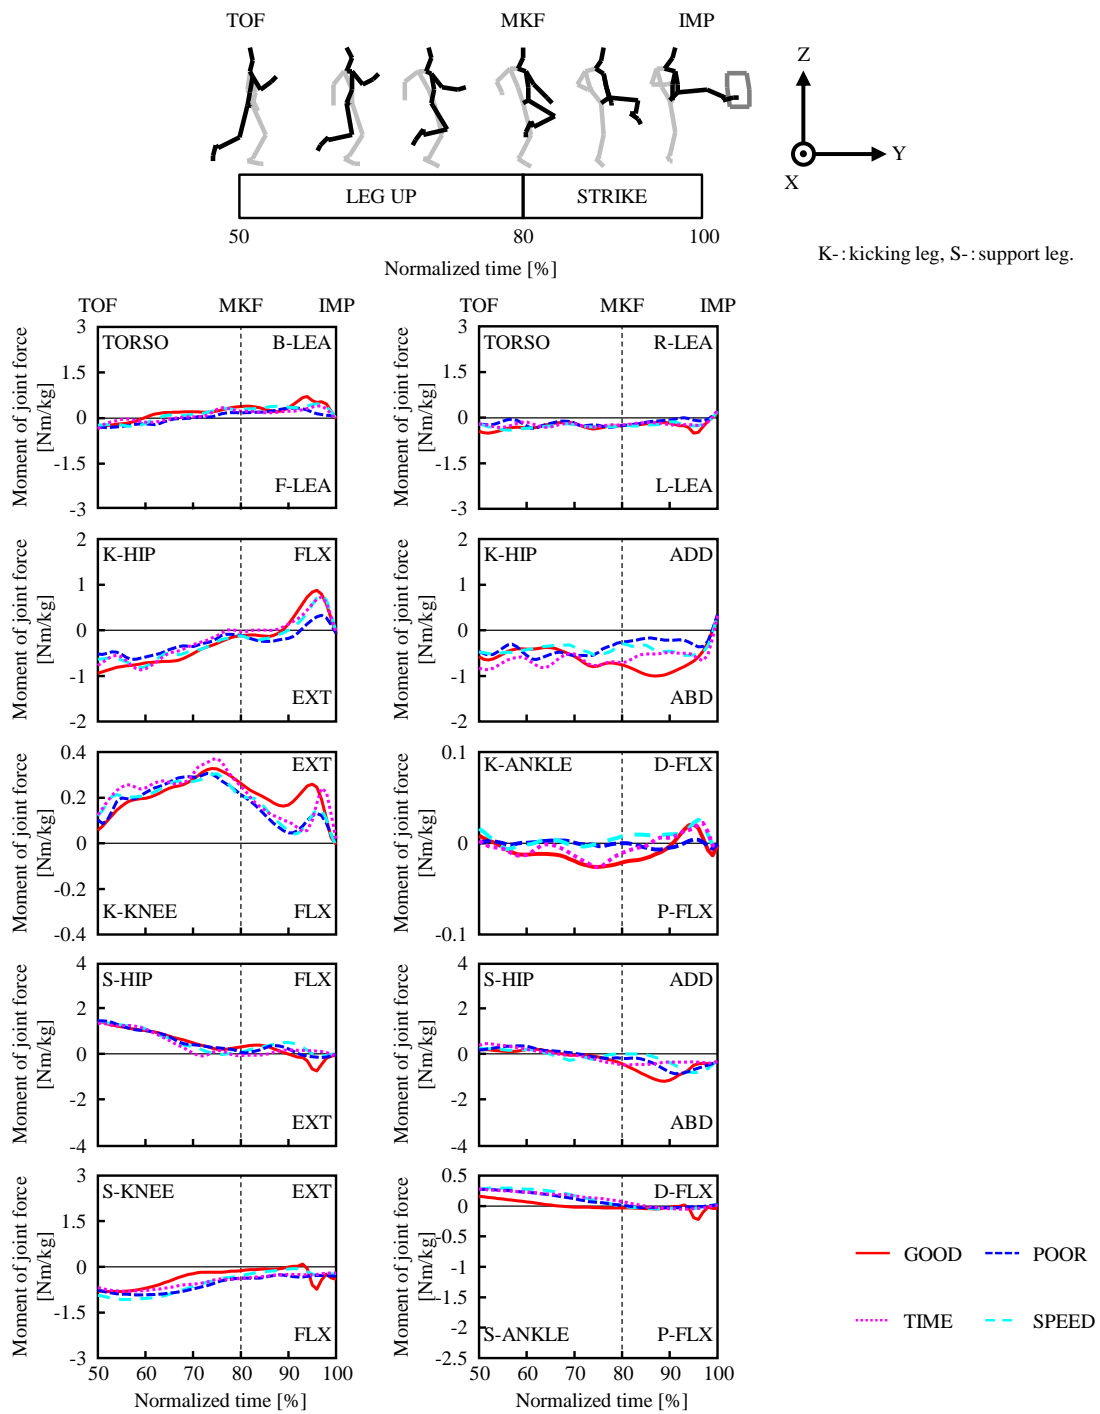 TOF MKF IMP
Z
Y
X
LEG UP STRIKE
50 80 100
Normalized time [%]
K-: kicking leg, S-: support leg.
TOF MKF IMP TOF MKF IMP
Moment of joint force
[Nm/kg]
3
1.5
0
-1.5
-3
TORSO B-LEA
F-LEA
Moment of joint force
[Nm/kg]
3
1.5
0
-1.5
-3
TORSO R-LEA
L-LEA
Moment of joint force
[Nm/kg]
2
1
0
-1
-2
K-HIP FLX
EXT
Moment of joint force
[Nm/kg]
2
1
0
-1
-2
K-HIP ADD
ABD
Moment of joint force
[Nm/kg]
0.4
0.2
0
-0.2
-0.4
EXT
K-KNEE FLX
Moment of joint force
[Nm/kg]
0.1
0
-0.1
K-ANKLE D-FLX
P-FLX
Moment of joint force
[Nm/kg]
4
2
0
-2
-4
S-HIP FLX
EXT
Moment of joint force
[Nm/kg]
4
2
0
-2
-4
S-HIP ADD
ABD
Moment of joint force
[Nm/kg]
3
1.5
0
-1.5
-3
S-KNEE EXT
FLX
50 60 70 80 90 100
Normalized time [%]
Moment of joint force
[Nm/kg]
0.5
0
-0.5
-1
-1.5
-2
-2.5
D-FLX
S-ANKLE P-FLX
50 60 70 80 90 100
Normalized time [%]
GOOD POOR
TIME SPEED